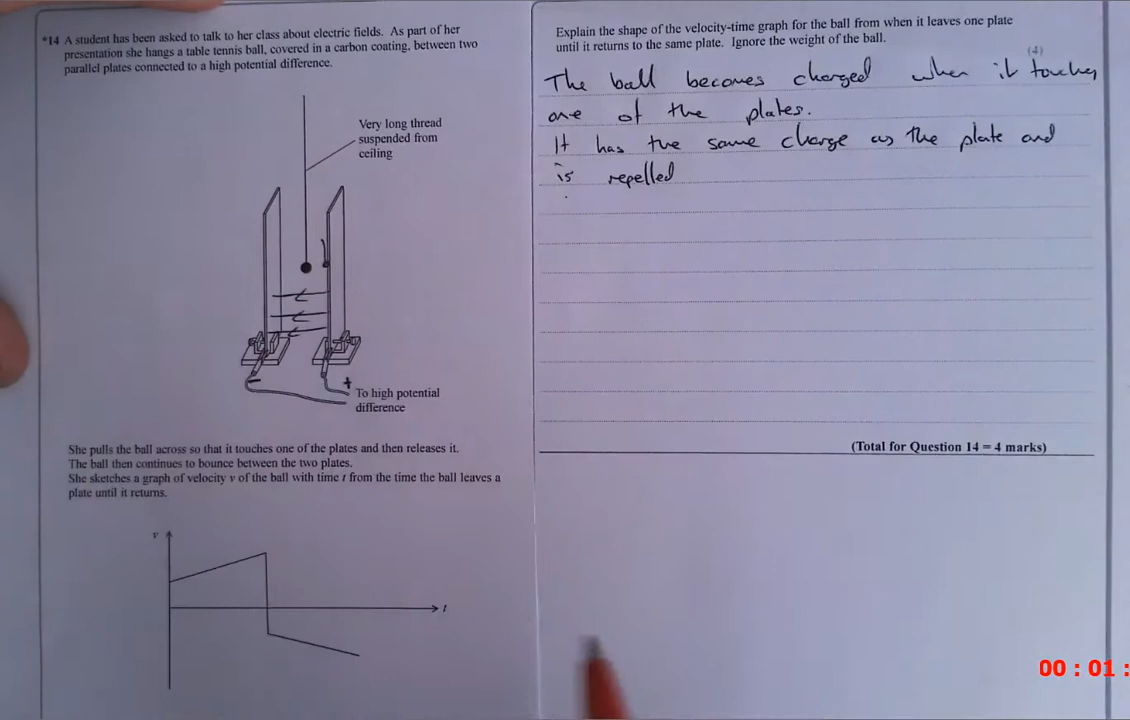 *14 A student has been asked to talk to her class about electric fields. As part of her
presentation she hangs a table tennis ball, covered in a carbon coating, between two
parallel plates connected to a high potential difference.
Very long thread
suspended from
ceiling
−
+
To high potential
difference
She pulls the ball across so that it touches one of the plates and then releases it.
The ball then continues to bounce between the two plates.
She sketches a graph of velocity v of the ball with time t from the time the ball leaves a
plate until it returns.
v
t
Explain the shape of the velocity-time graph for the ball from when it leaves one plate
until it returns to the same plate. Ignore the weight of the ball.
(4)
The ball becomes charged when it touches
one of the plates.
It has the same charge as the plate and
is repelled
(Total for Question 14 = 4 marks)
00 : 01 :